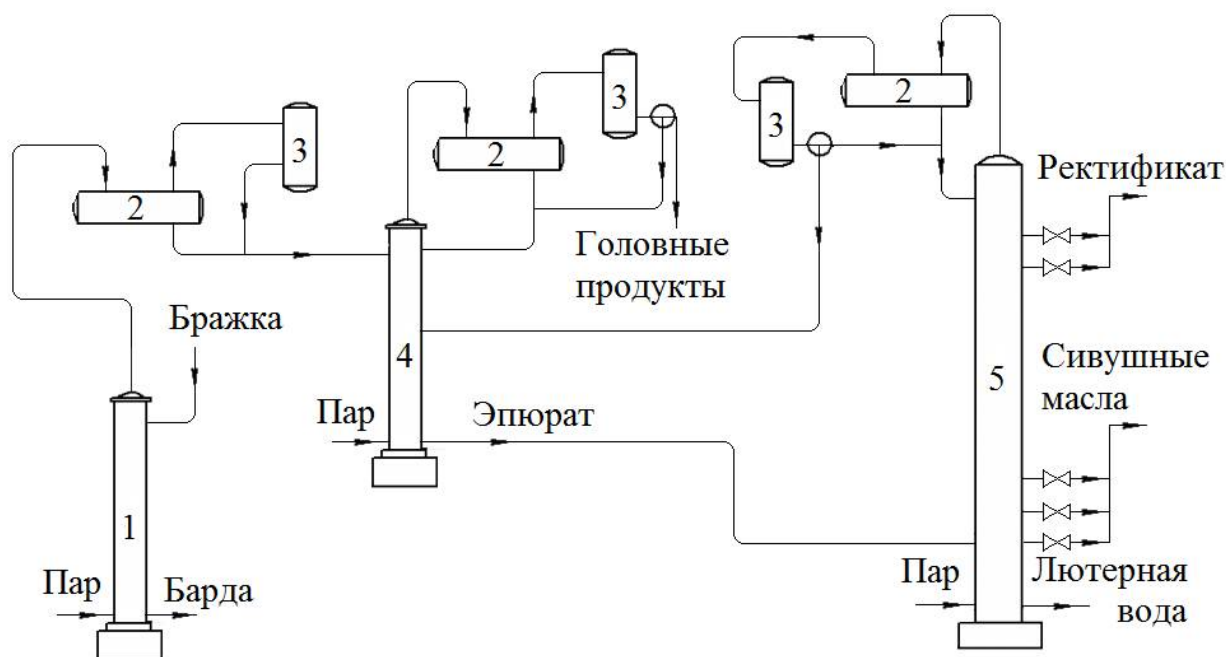 3
2
2
3
3
2
Ректификат
Головные
продукты
Бражка
4
5
Сивушные
масла
Пар
Эпюрат
1
Пар
Барда
Пар
Лютерная
вода